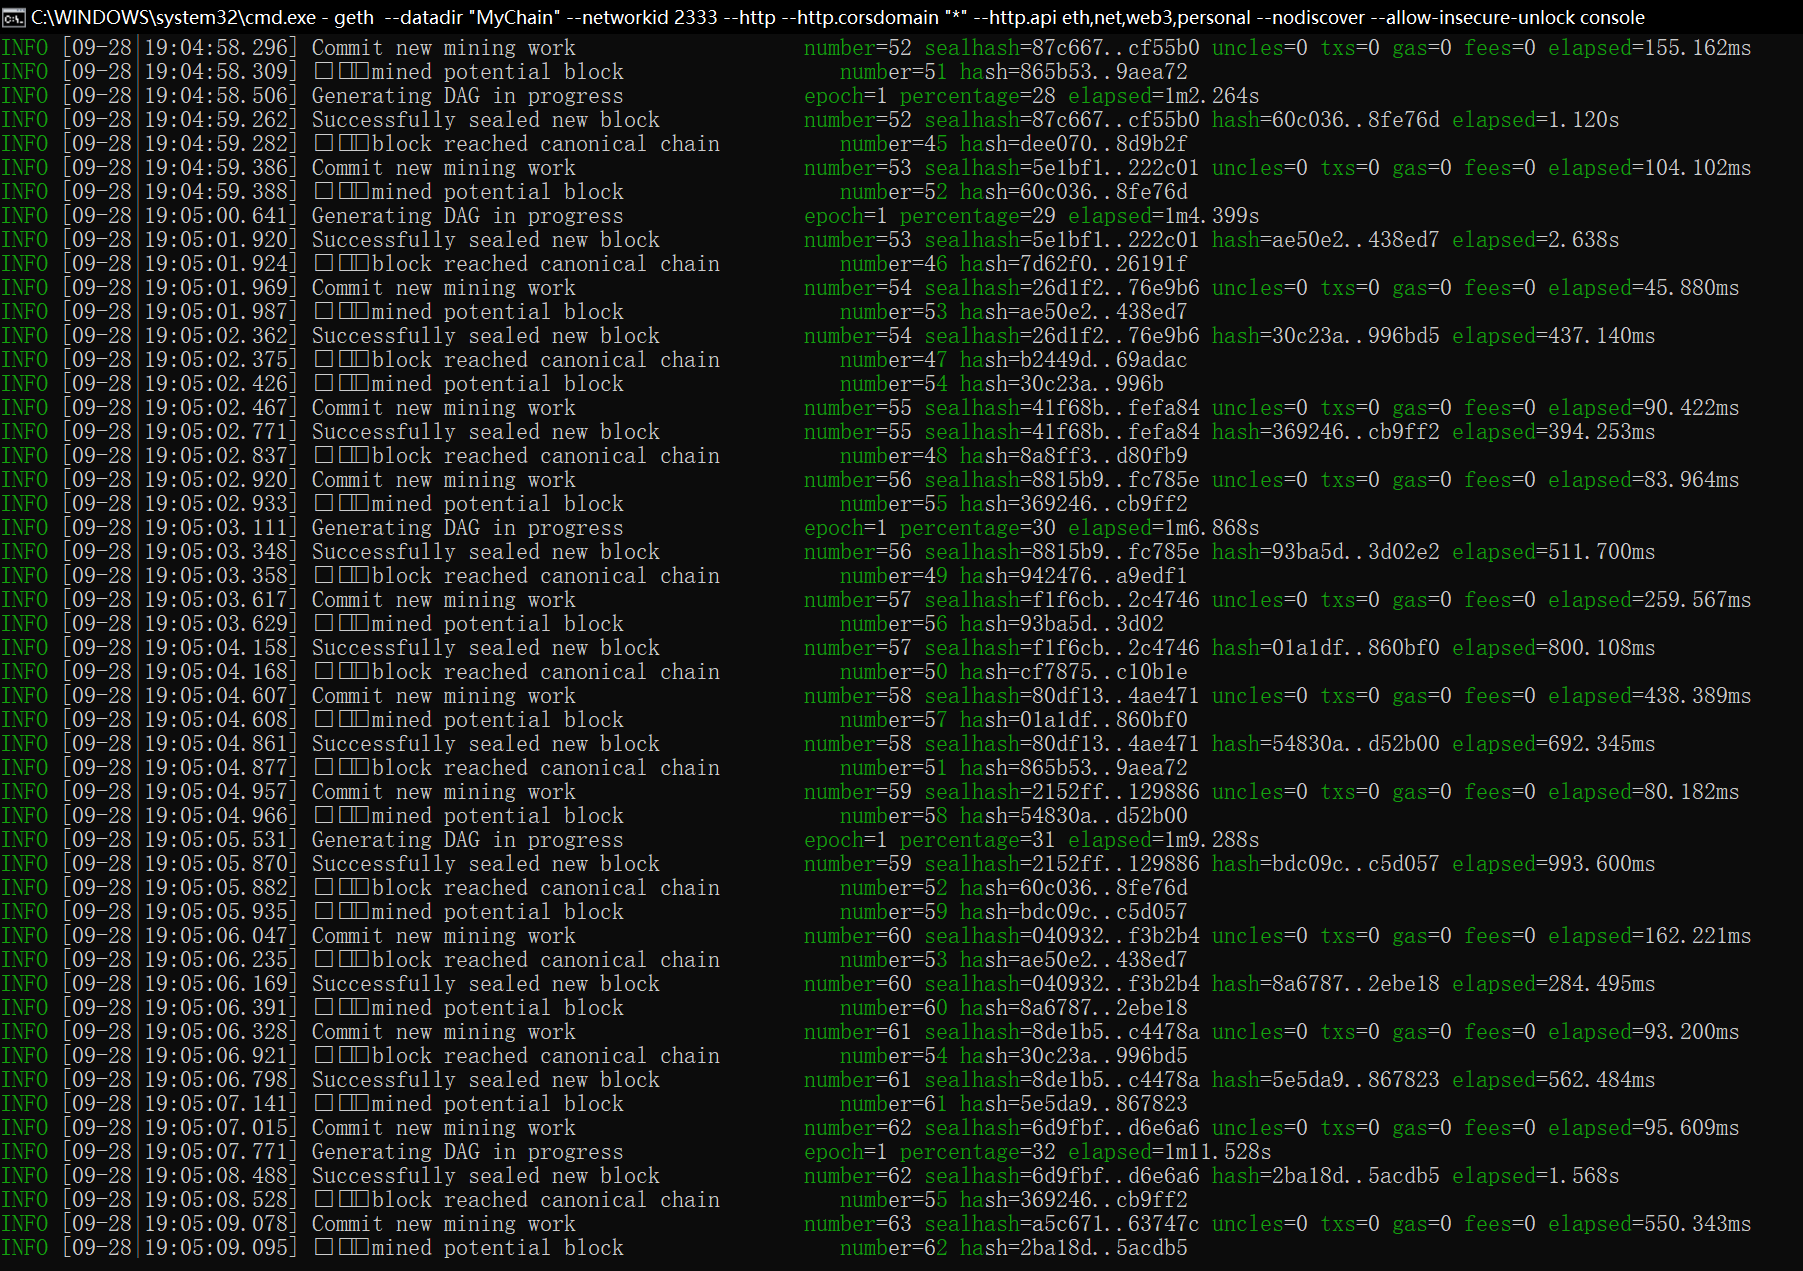 C:\WINDOWS\system32\cmd.exe - geth  --datadir "MyChain" --networkid 2333 --http --http.corsdomain "*" --http.api eth,net,web3,personal --nodiscover --allow-insecure-unlock console
INFO [09-28|19:04:58.296] Commit new mining work                   number=52 sealhash=87c667..cf55b0 uncles=0 txs=0 gas=0 fees=0 elapsed=155.162ms
INFO [09-28|19:04:58.309] □□□□mined potential block                  number=51 hash=865b53..9aea72
INFO [09-28|19:04:58.506] Generating DAG in progress               epoch=1 percentage=28 elapsed=1m2.264s
INFO [09-28|19:04:59.262] Successfully sealed new block            number=52 sealhash=87c667..cf55b0 hash=60c036..8fe76d elapsed=1.120s
INFO [09-28|19:04:59.282] □□□□block reached canonical chain          number=45 hash=dee070..8d9b2f
INFO [09-28|19:04:59.386] Commit new mining work                   number=53 sealhash=5e1bf1..222c01 uncles=0 txs=0 gas=0 fees=0 elapsed=104.102ms
INFO [09-28|19:04:59.388] □□□□mined potential block                  number=52 hash=60c036..8fe76d
INFO [09-28|19:05:00.641] Generating DAG in progress               epoch=1 percentage=29 elapsed=1m4.399s
INFO [09-28|19:05:01.920] Successfully sealed new block            number=53 sealhash=5e1bf1..222c01 hash=ae50e2..438ed7 elapsed=2.638s
INFO [09-28|19:05:01.924] □□□□block reached canonical chain          number=46 hash=7d62f0..26191f
INFO [09-28|19:05:01.969] Commit new mining work                   number=54 sealhash=26d1f2..76e9b6 uncles=0 txs=0 gas=0 fees=0 elapsed=45.880ms
INFO [09-28|19:05:01.987] □□□□mined potential block                  number=53 hash=ae50e2..438ed7
INFO [09-28|19:05:02.362] Successfully sealed new block            number=54 sealhash=26d1f2..76e9b6 hash=30c23a..996bd5 elapsed=437.140ms
INFO [09-28|19:05:02.375] □□□□block reached canonical chain          number=47 hash=b2449d..69adac
INFO [09-28|19:05:02.426] □□□□mined potential block                  number=54 hash=30c23a..996b
INFO [09-28|19:05:02.467] Commit new mining work                   number=55 sealhash=41f68b..fefa84 uncles=0 txs=0 gas=0 fees=0 elapsed=90.422ms
INFO [09-28|19:05:02.771] Successfully sealed new block            number=55 sealhash=41f68b..fefa84 hash=369246..cb9ff2 elapsed=394.253ms
INFO [09-28|19:05:02.837] □□□□block reached canonical chain          number=48 hash=8a8ff3..d80fb9
INFO [09-28|19:05:02.920] Commit new mining work                   number=56 sealhash=8815b9..fc785e uncles=0 txs=0 gas=0 fees=0 elapsed=83.964ms
INFO [09-28|19:05:02.933] □□□□mined potential block                  number=55 hash=369246..cb9ff2
INFO [09-28|19:05:03.111] Generating DAG in progress               epoch=1 percentage=30 elapsed=1m6.868s
INFO [09-28|19:05:03.348] Successfully sealed new block            number=56 sealhash=8815b9..fc785e hash=93ba5d..3d02e2 elapsed=511.700ms
INFO [09-28|19:05:03.358] □□□□block reached canonical chain          number=49 hash=942476..a9edf1
INFO [09-28|19:05:03.617] Commit new mining work                   number=57 sealhash=f1f6cb..2c4746 uncles=0 txs=0 gas=0 fees=0 elapsed=259.567ms
INFO [09-28|19:05:03.629] □□□□mined potential block                  number=56 hash=93ba5d..3d02
INFO [09-28|19:05:04.158] Successfully sealed new block            number=57 sealhash=f1f6cb..2c4746 hash=01a1df..860bf0 elapsed=800.108ms
INFO [09-28|19:05:04.168] □□□□block reached canonical chain          number=50 hash=cf7875..c10b1e
INFO [09-28|19:05:04.607] Commit new mining work                   number=58 sealhash=80df13..4ae471 uncles=0 txs=0 gas=0 fees=0 elapsed=438.389ms
INFO [09-28|19:05:04.608] □□□□mined potential block                  number=57 hash=01a1df..860bf0
INFO [09-28|19:05:04.861] Successfully sealed new block            number=58 sealhash=80df13..4ae471 hash=54830a..d52b00 elapsed=692.345ms
INFO [09-28|19:05:04.877] □□□□block reached canonical chain          number=51 hash=865b53..9aea72
INFO [09-28|19:05:04.957] Commit new mining work                   number=59 sealhash=2152ff..129886 uncles=0 txs=0 gas=0 fees=0 elapsed=80.182ms
INFO [09-28|19:05:04.966] □□□□mined potential block                  number=58 hash=54830a..d52b00
INFO [09-28|19:05:05.531] Generating DAG in progress               epoch=1 percentage=31 elapsed=1m9.288s
INFO [09-28|19:05:05.870] Successfully sealed new block            number=59 sealhash=2152ff..129886 hash=bdc09c..c5d057 elapsed=993.600ms
INFO [09-28|19:05:05.882] □□□□block reached canonical chain          number=52 hash=60c036..8fe76d
INFO [09-28|19:05:05.935] □□□□mined potential block                  number=59 hash=bdc09c..c5d057
INFO [09-28|19:05:06.047] Commit new mining work                   number=60 sealhash=040932..f3b2b4 uncles=0 txs=0 gas=0 fees=0 elapsed=162.221ms
INFO [09-28|19:05:06.235] □□□□block reached canonical chain          number=53 hash=ae50e2..438ed7
INFO [09-28|19:05:06.169] Successfully sealed new block            number=60 sealhash=040932..f3b2b4 hash=8a6787..2ebe18 elapsed=284.495ms
INFO [09-28|19:05:06.391] □□□□mined potential block                  number=60 hash=8a6787..2ebe18
INFO [09-28|19:05:06.328] Commit new mining work                   number=61 sealhash=8de1b5..c4478a uncles=0 txs=0 gas=0 fees=0 elapsed=93.200ms
INFO [09-28|19:05:06.921] □□□□block reached canonical chain          number=54 hash=30c23a..996bd5
INFO [09-28|19:05:06.798] Successfully sealed new block            number=61 sealhash=8de1b5..c4478a hash=5e5da9..867823 elapsed=562.484ms
INFO [09-28|19:05:07.141] □□□□mined potential block                  number=61 hash=5e5da9..867823
INFO [09-28|19:05:07.015] Commit new mining work                   number=62 sealhash=6d9fbf..d6e6a6 uncles=0 txs=0 gas=0 fees=0 elapsed=95.609ms
INFO [09-28|19:05:07.771] Generating DAG in progress               epoch=1 percentage=32 elapsed=1m11.528s
INFO [09-28|19:05:08.488] Successfully sealed new block            number=62 sealhash=6d9fbf..d6e6a6 hash=2ba18d..5acdb5 elapsed=1.568s
INFO [09-28|19:05:08.528] □□□□block reached canonical chain          number=55 hash=369246..cb9ff2
INFO [09-28|19:05:09.078] Commit new mining work                   number=63 sealhash=a5c671..63747c uncles=0 txs=0 gas=0 fees=0 elapsed=550.343ms
INFO [09-28|19:05:09.095] □□□□mined potential block                  number=62 hash=2ba18d..5acdb5